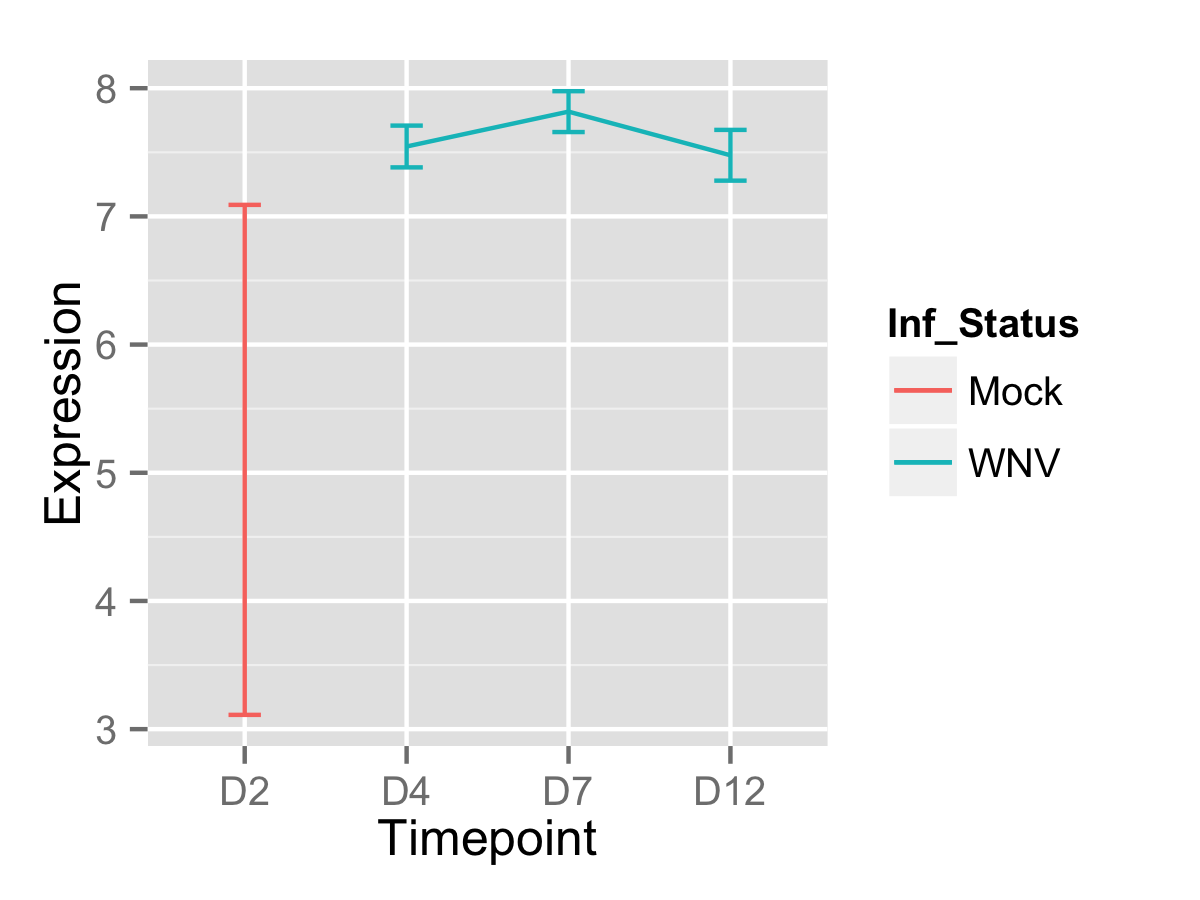 8
7
6
5
4
3
Expression
D2 D4 D7 D12
Timepoint
Inf_Status
Mock
WNV